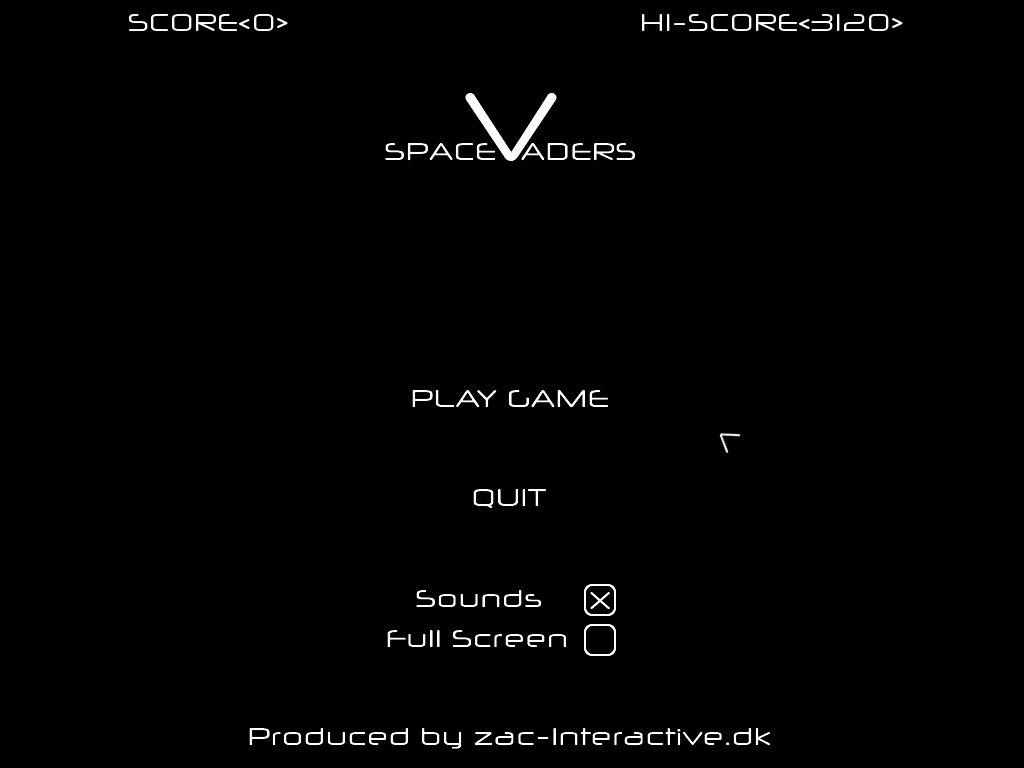 SCORE<0> HI-SCORE<3120>
SPACEVADERS
PLAY GAME
QUIT
Sounds
Full Screen
Produced by zac-Interactive.dk